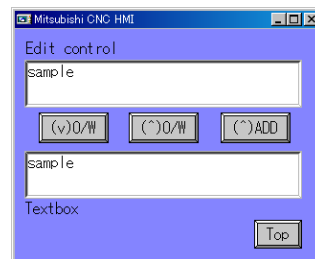 Mitsubishi CNC HMI
Edit control
sample
(v)O/W (^)O/W (^)ADD
sample
Textbox
Top